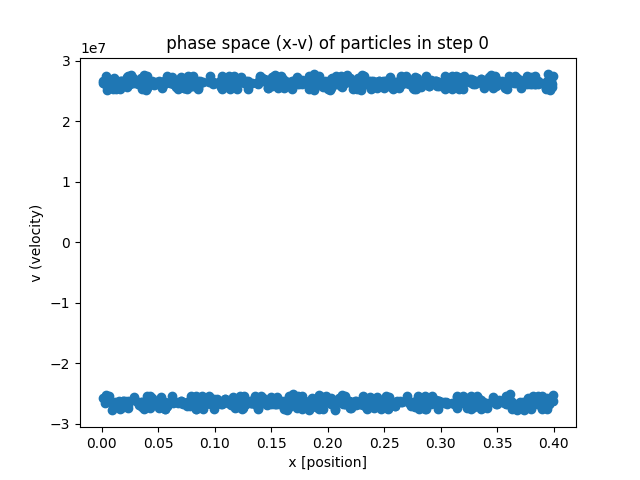 phase space (x-v) of particles in step 0
1e7
3
2
1
0
−1
−2
−3
v (velocity)
0.00 0.05 0.10 0.15 0.20 0.25 0.30 0.35 0.40
x [position]